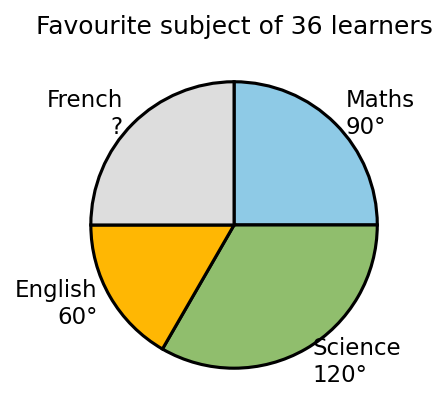 Favourite subject of 36 learners
French
?
Maths
90°
English
60°
Science
120°